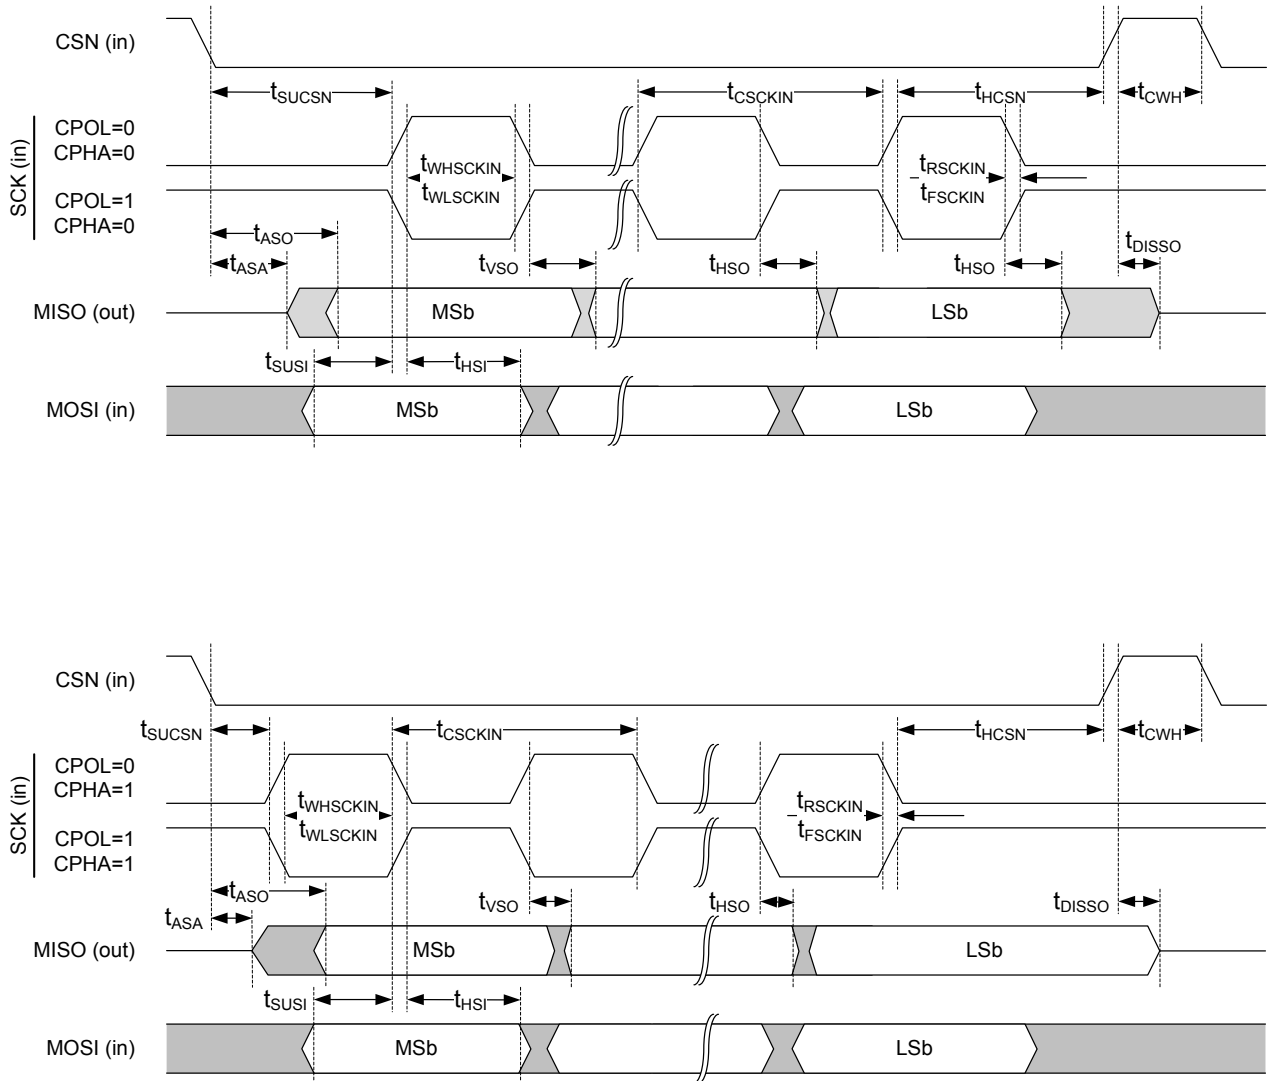 CSN (in)
tSUCSN
tCSCKIN
tHCSN
tCWH
SCK (in)
CPOL=0
CPHA=0
tWHSCKIN
tRSCKIN
CPOL=1
CPHA=0
tWLSCKIN
tFSCKIN
tASO
tDISSO
tASA
tVSO
tHSO
tHSO
MISO (out)
MSb
LSb
tSUSI
tHSI
MOSI (in)
MSb
LSb
CSN (in)
tSUCSN
tCSCKIN
tHCSN
tCWH
SCK (in)
CPOL=0
CPHA=1
tWHSCKIN
tRSCKIN
CPOL=1
CPHA=1
tWLSCKIN
tFSCKIN
tASO
tASA
tVSO
tHSO
tDISSO
MISO (out)
MSb
LSb
tSUSI
tHSI
MOSI (in)
MSb
LSb